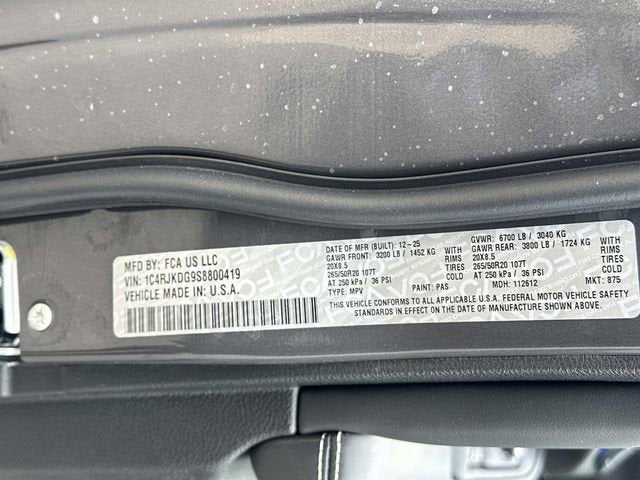 MFD BY: FCA US LLC
DATE OF MFR (BUILT): 12-25
GVWR: 6700 LB / 3040 KG
GAWR FRONT: 3200 LB / 1452 KG
GAWR REAR: 3800 LB / 1724 KG
20X8.5 RIMS 20X8.5
265/50R20 107T TIRES 265/50R20 107T
AT 250 kPa / 36 PSI RIMS AT 250 kPa / 36 PSI TIRES
VIN: 1C4RJKDG9S8800419
VEHICLE MADE IN U.S.A.
TYPE: MPV PAINT: PAS MDH: 112612 MKT: 875
THIS VEHICLE CONFORMS TO ALL APPLICABLE U.S.A. FEDERAL MOTOR VEHICLE SAFETY
STANDARDS IN EFFECT ON THE DATE OF MANUFACTURE SHOWN ABOVE.